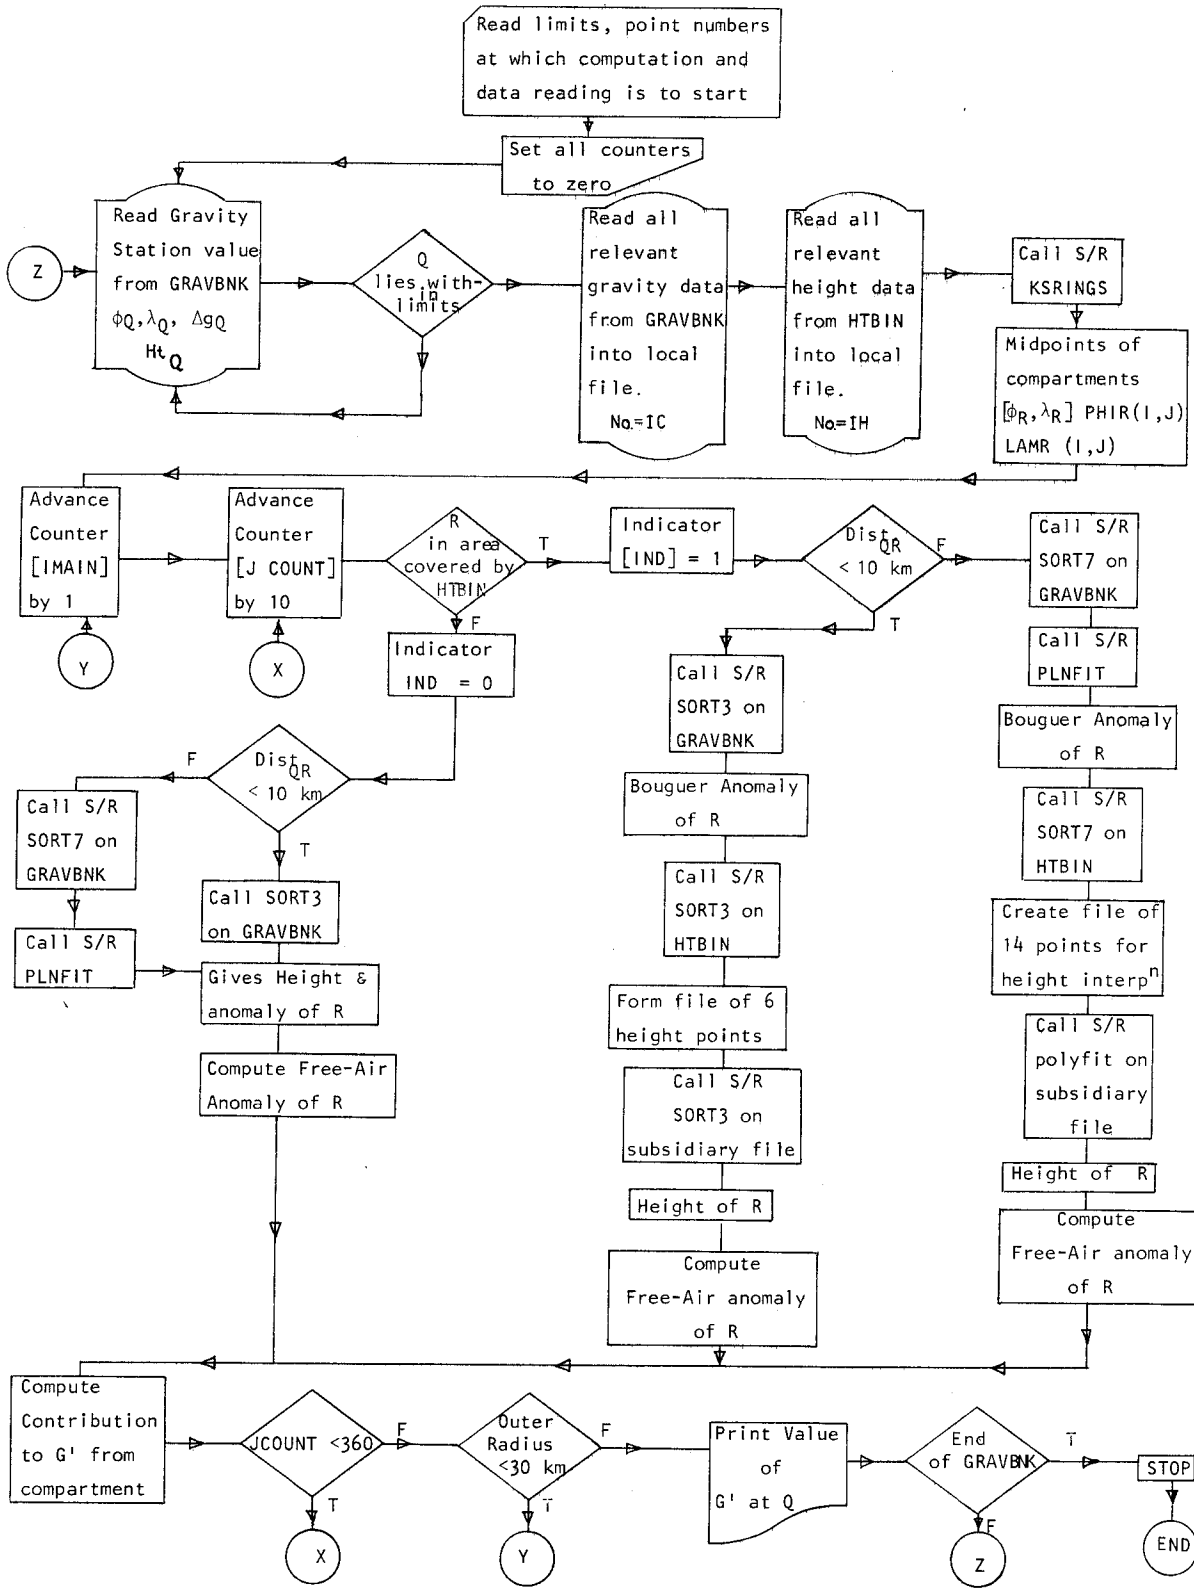 Read limits, point numbers
at which computation and
data reading is to start
Set all counters
to zero
Z
Read Gravity
Station value
from GRAVBNK
ϕQ, λQ, ΔgQ
HtQ
Q
lies with-
in
limits
Read all
relevant
gravity data
from GRAVBNK
into local
file.
No.=IC
Read all
relevant
height data
from HTBIN
into local
file.
No=IH
Call S/R
KSRINGS
Midpoints of
compartments
[ϕR, λR] PHIR(I,J)
LAMR (I,J)
Advance
Counter
[IMAIN]
by 1
Y
Advance
Counter
[J COUNT]
by 10
X
R
in area
covered by
HTBIN
T
F
Indicator
[IND] = 1
Dist.QR
< 10 km
F
T
Call S/R
SORT7 on
GRAVBNK
Call S/R
PLNFIT
Bouguer Anomaly
of R
Call S/R
SORT7 on
HTBIN
Create file of
14 points for
height interpn
Call S/R
polyfit on
subsidiary
file
Height of R
Compute
Free-Air anomaly
of R
Call S/R
SORT3 on
GRAVBNK
Bouguer Anomaly
of R
Call S/R
SORT3 on
HTBIN
Form file of 6
height points
Call S/R
SORT3 on
subsidiary file
Height of R
Compute
Free-Air anomaly
of R
Indicator
IND = 0
DistQR
< 10 km
F
T
Call S/R
SORT7 on
GRAVBNK
Call S/R
PLNFIT
Call SORT3
on GRAVBNK
Gives Height &
anomaly of R
Compute Free-Air
Anomaly of R
Compute
Contribution
to G' from
compartment
JCOUNT <360
F
T
X
Outer
Radius
<30 km
F
T
Y
Print Value
of
G' at Q
End
of GRAVBNK
T
F
Z
STOP
END